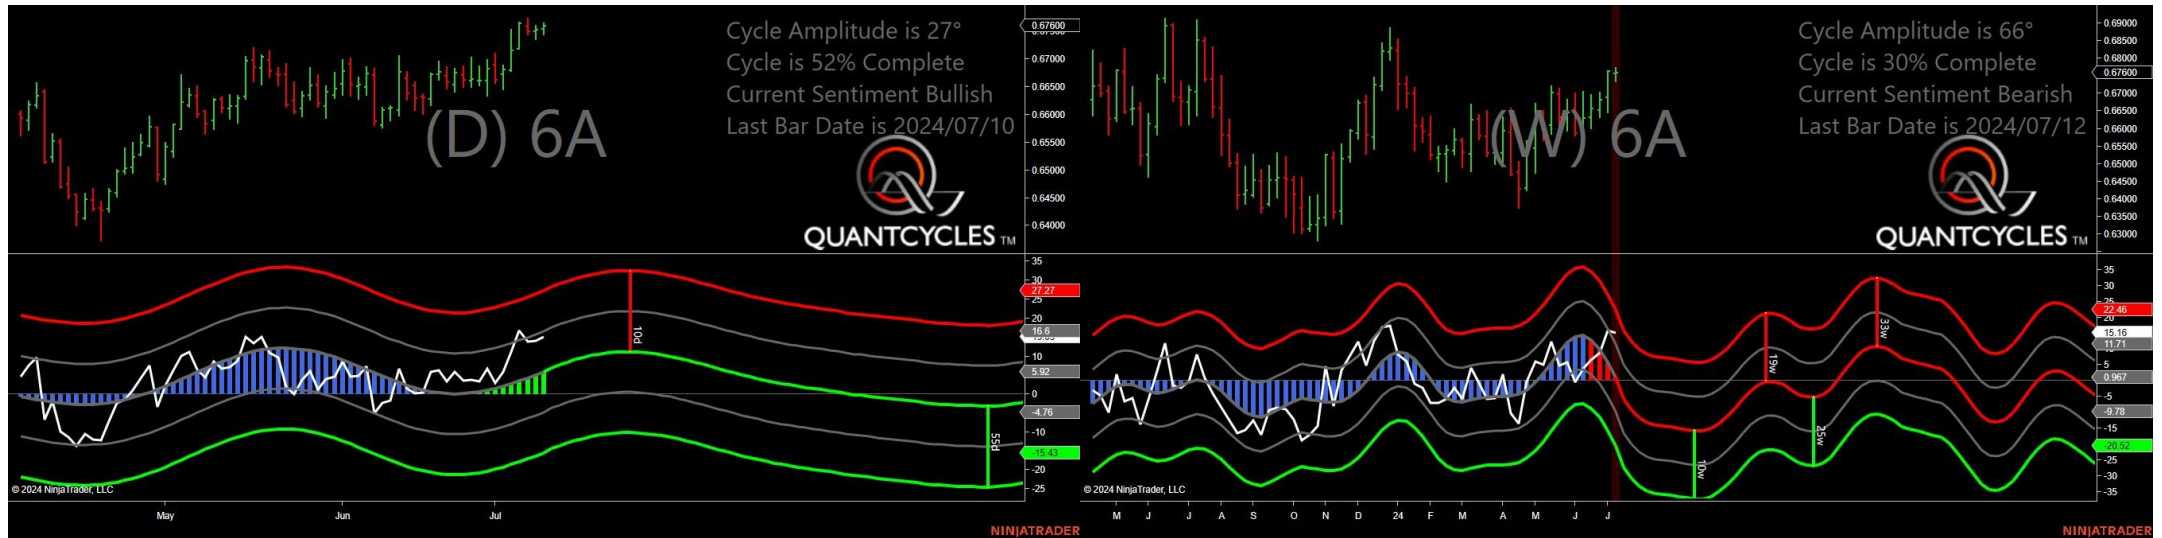 Cycle Amplitude is 27°
Cycle is 52% Complete
Current Sentiment Bullish
Last Bar Date is 2024/07/10
(D) 6A
QUANTCYCLES TM
0.67600
0.67000
0.66500
0.66000
0.65500
0.65000
0.64500
0.64000
35
30
27.27
20
16.6
10
5.92
0
-4.76
-10
-15.43
-20
-25
10d
55d
© 2024 NinjaTrader, LLC
May Jun Jul
NINJATRADER
Cycle Amplitude is 66°
Cycle is 30% Complete
Current Sentiment Bearish
Last Bar Date is 2024/07/12
(W) 6A
QUANTCYCLES TM
0.69000
0.68500
0.68000
0.67600
0.67000
0.66500
0.66000
0.65500
0.65000
0.64500
0.64000
0.63500
0.63000
35
30
25
22.46
20
15.16
11.71
5
0.967
-5
-9.78
-15
-20.52
-25
-30
-35
19w
33w
10w
25w
© 2024 NinjaTrader, LLC
M J J A S O N D 24 F M A M J J
NINJATRADER